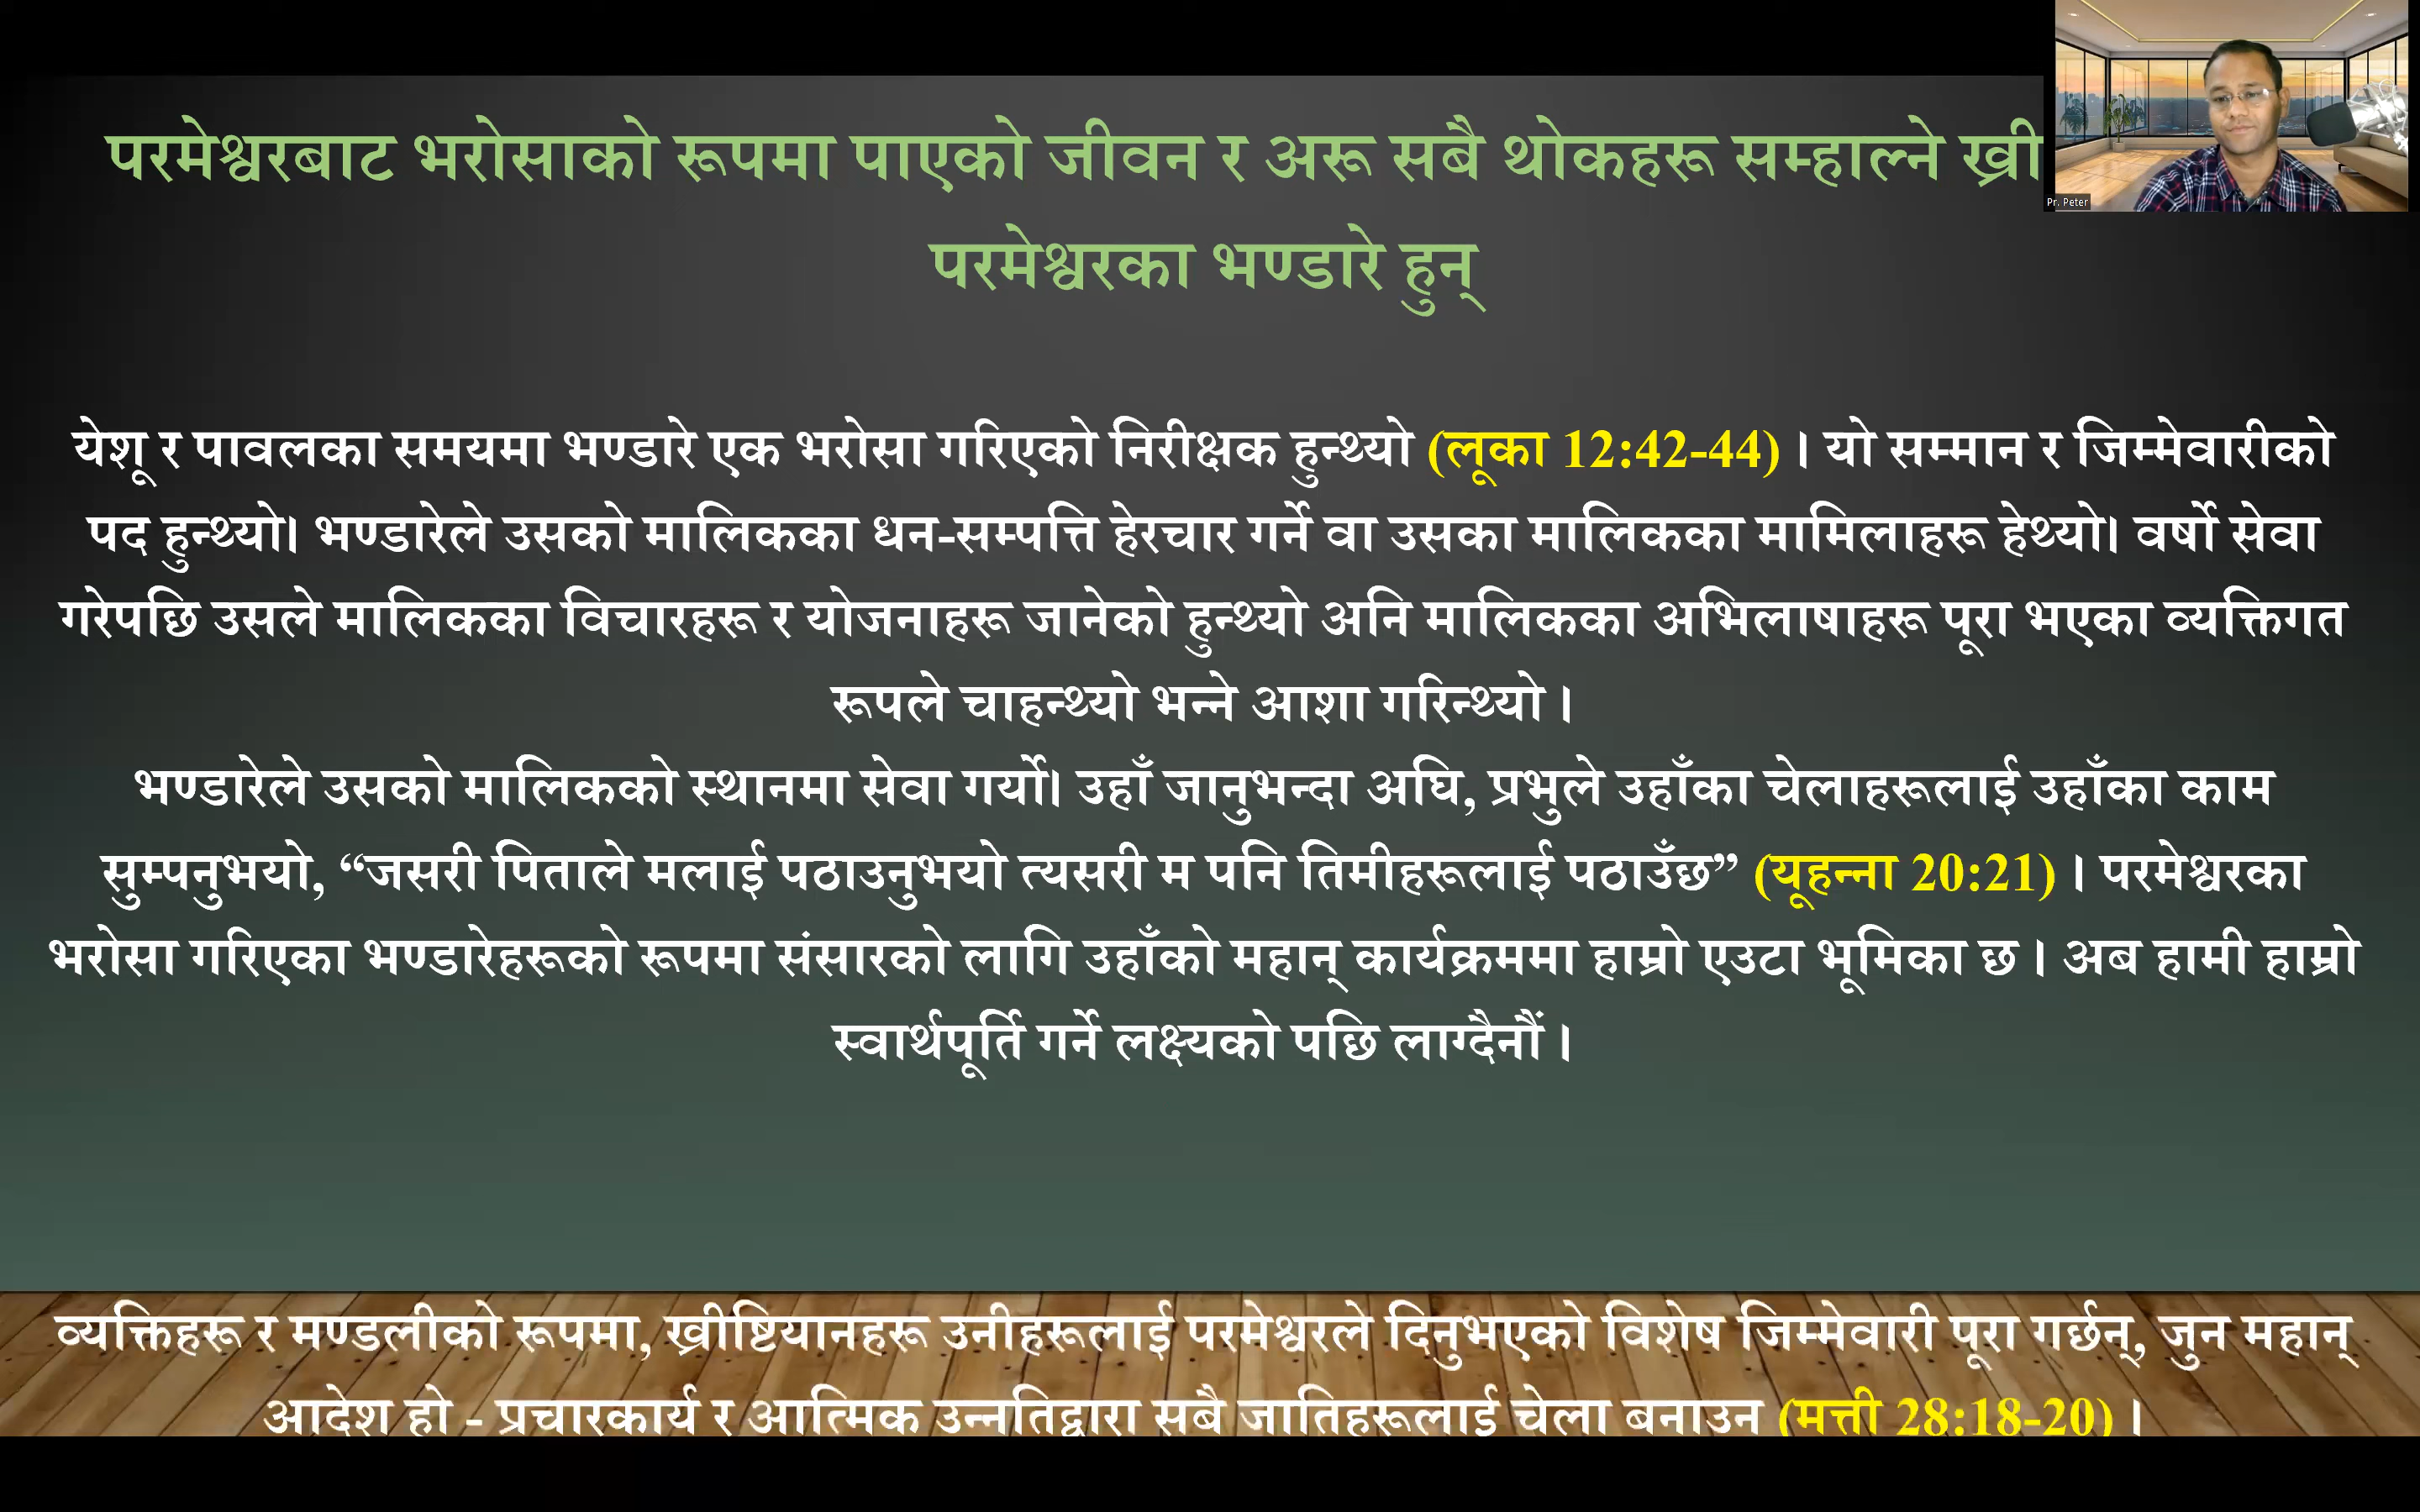 परमेश्वरबाट भरोसाको रूपमा पाएको जीवन र अरू सबै थोकहरू सम्हाल्ने ख्री
Pr. Peter
परमेश्वरका भण्डारे हुन्
येशू र पावलका समयमा भण्डारे एक भरोसा गरिएको निरीक्षक हुन्थ्यो (लूका 12:42-44) । यो सम्मान र जिम्मेवारीको
पद हुन्थ्यो। भण्डारेले उसको मालिकका धन-सम्पत्ति हेरचार गर्ने वा उसका मालिकका मामिलाहरू हेथ्यो। वर्षौ सेवा
गरेपछि उसले मालिकका विचारहरू र योजनाहरू जानेको हुन्थ्यो अनि मालिकका अभिलाषाहरू पूरा भएका व्यक्तिगत
रूपले चाहन्थ्यो भन्ने आशा गरिन्थ्यो ।
भण्डारेले उसको मालिकको स्थानमा सेवा गर्यो। उहाँ जानुभन्दा अघि, प्रभुले उहाँका चेलाहरूलाई उहाँका काम
सुम्पनुभयो, “जसरी पिताले मलाई पठाउनुभयो त्यसरी म पनि तिमीहरूलाई पठाउँछ” (यूहन्ना 20:21) । परमेश्वरका
भरोसा गरिएका भण्डारेहरूको रूपमा संसारको लागि उहाँको महान् कार्यक्रममा हाम्रो एउटा भूमिका छ । अब हामी हाम्रो
स्वार्थपूर्ति गर्ने लक्ष्यको पछि लाग्दैनौं ।
व्यक्तिहरू र मण्डलीको रूपमा, ख्रीष्टियानहरू उनीहरूलाई परमेश्वरले दिनुभएको विशेष जिम्मेवारी पूरा गर्छन्, जुन महान्
आदेश हो - प्रचारकार्य र आत्मिक उन्नतिद्वारा सबै जातिहरूलाई चेला बनाउन (मत्ती 28:18-20) ।